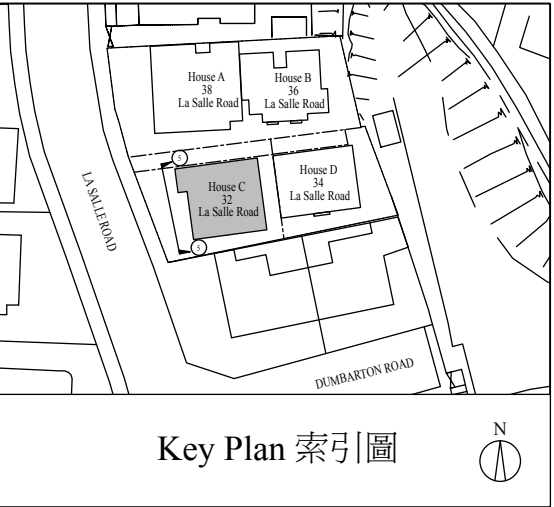 House A
38
La Salle Road
House B
36
La Salle Road
5
House C
32
La Salle Road
House D
34
La Salle Road
5
LA SALLE ROAD
DUMBARTON ROAD
Key Plan 索引圖
N